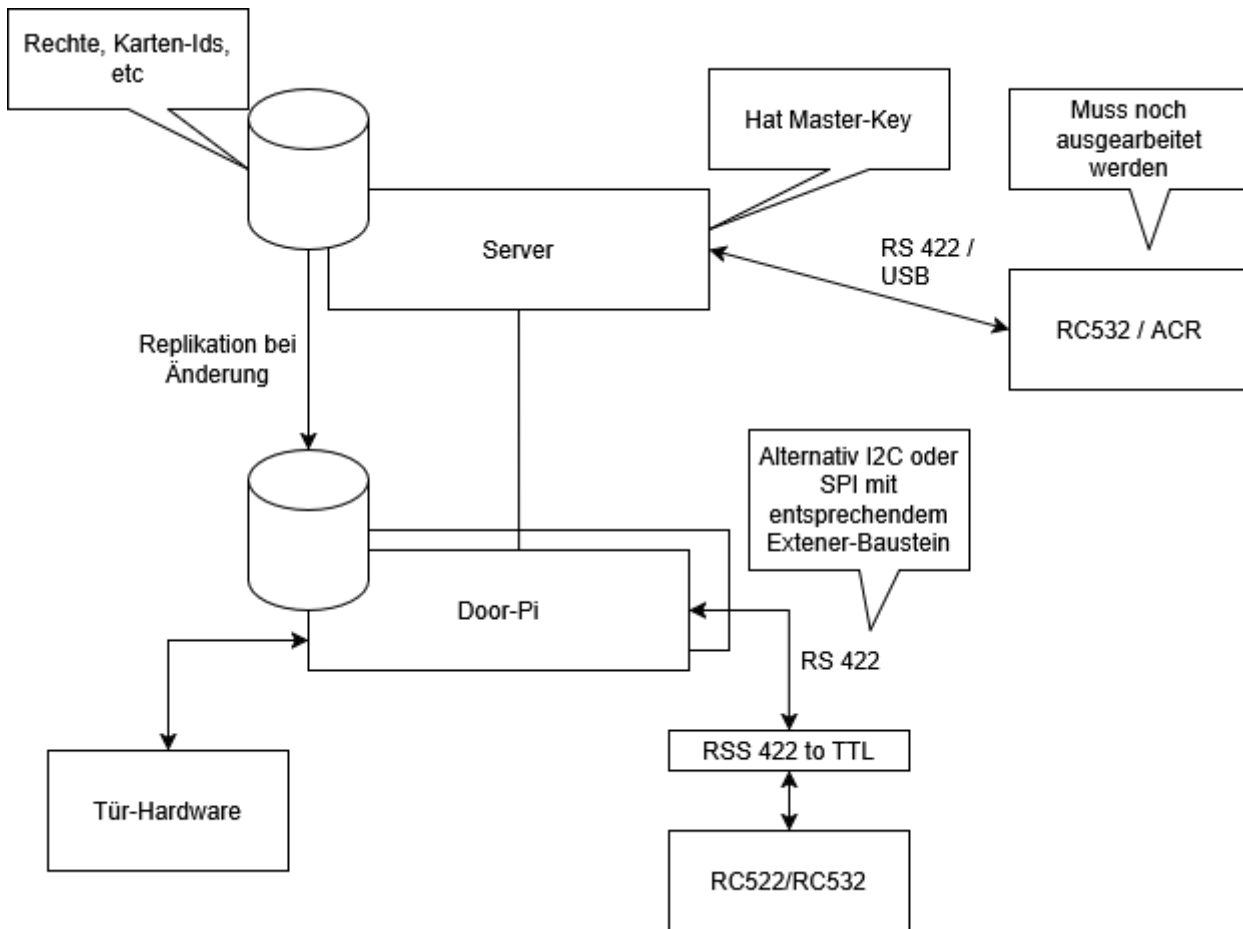 Rechte, Karten-Ids,
etc
Hat Master-Key
Muss noch
ausgearbeitet
werden
Server
RS 422 /
USB
RC532 / ACR
Replikation bei
Änderung
Alternativ I2C oder
SPI mit
entsprechendem
Extener-Baustein
Door-Pi
RS 422
RSS 422 to TTL
Tür-Hardware
RC522/RC532